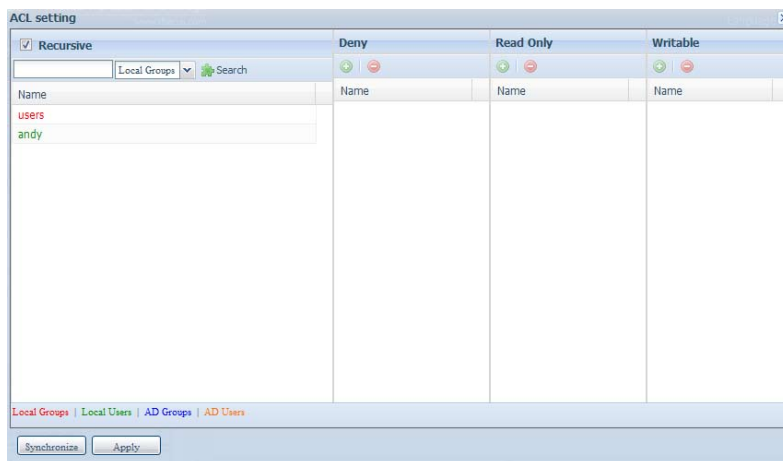 ACL setting
Recursive
Deny
Read Only
Writable
Local Groups
Search
Name
Name
Name
Name
users
andy
Local Groups | Local Users | AD Groups | AD Users
Synchronize
Apply